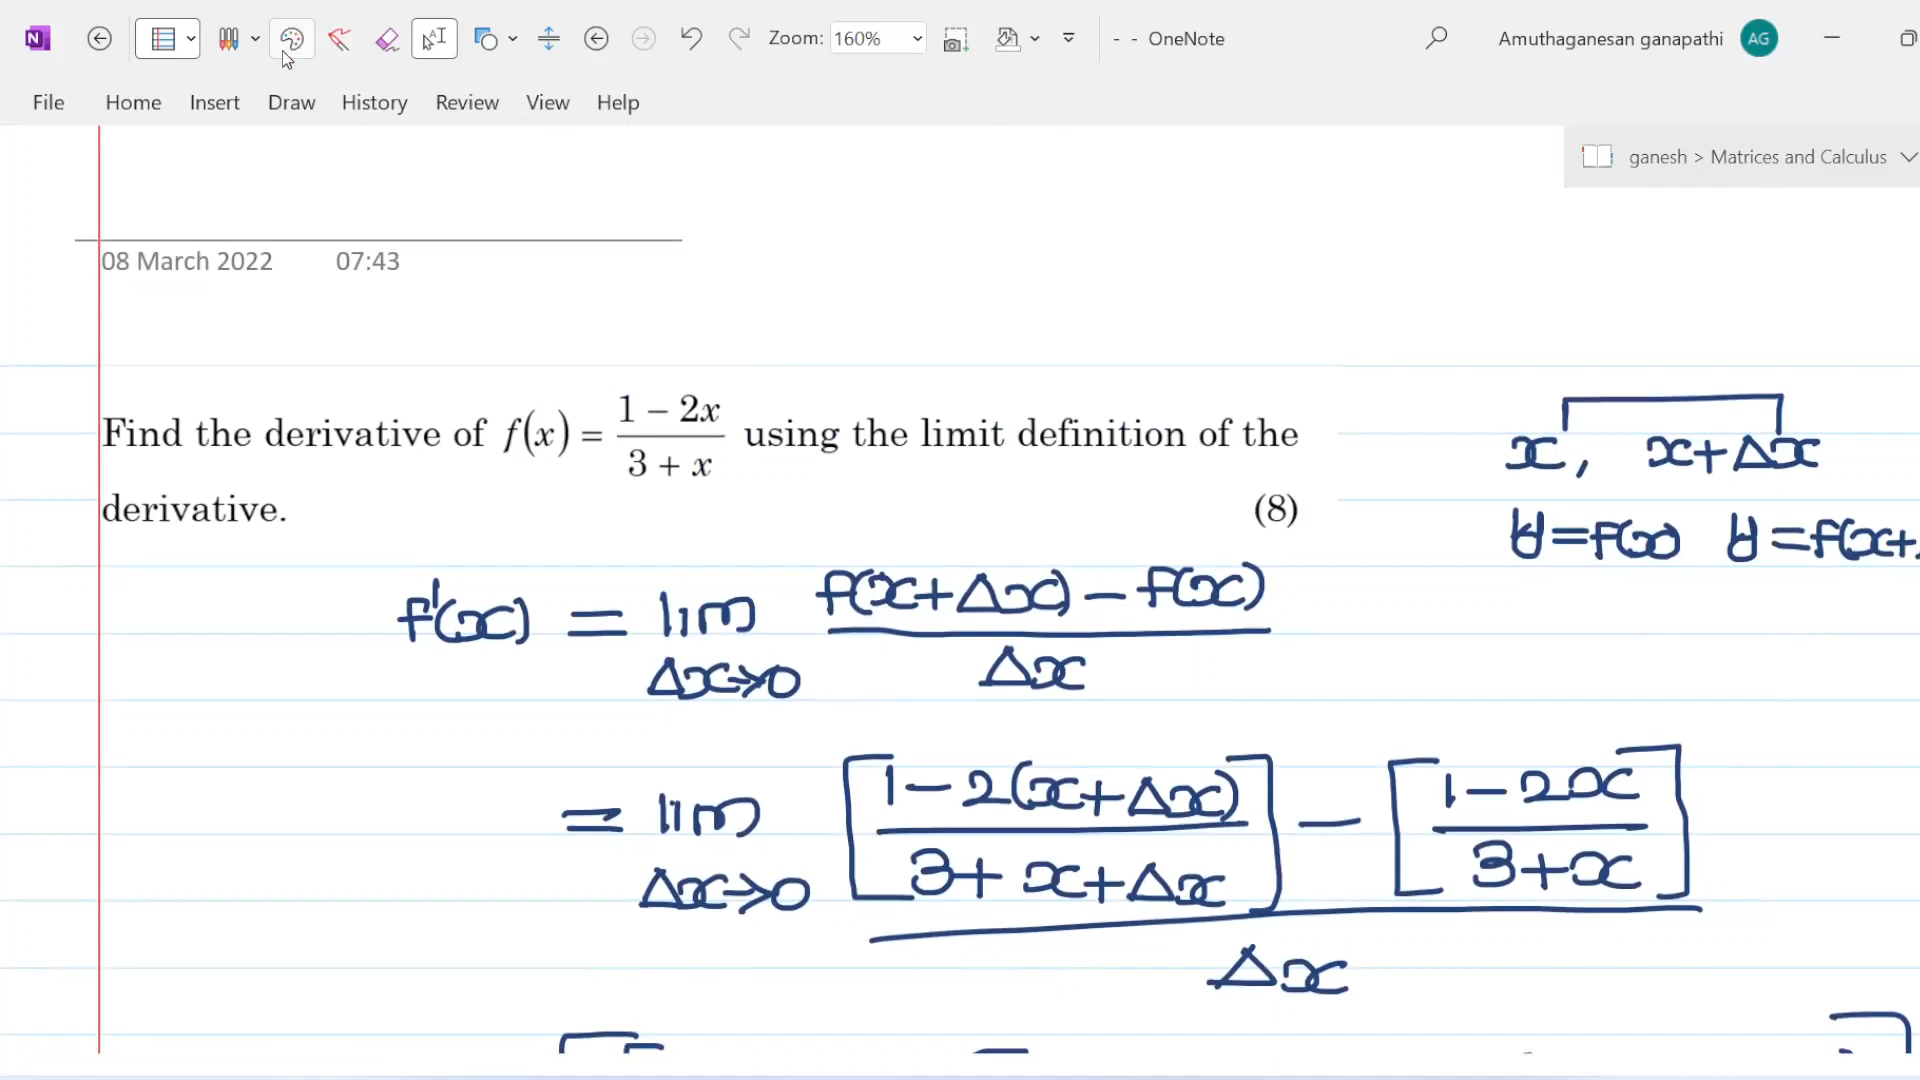 N Zoom: 160% - - OneNote Amuthaganesan ganapathi AG
File Home Insert Draw History Review View Help
ganesh > Matrices and Calculus
08 March 2022 07:43
Find the derivative of f(x) = (1 − 2x)/(3 + x) using the limit definition of the
derivative. (8)
x, x+Δx
y=f(x) y=f(x+
f'(x) = lim Δx→0 (f(x+Δx) − f(x))/Δx
= lim Δx→0 ([(1−2(x+Δx))/(3+x+Δx)] − [(1−2x)/(3+x)])/Δx